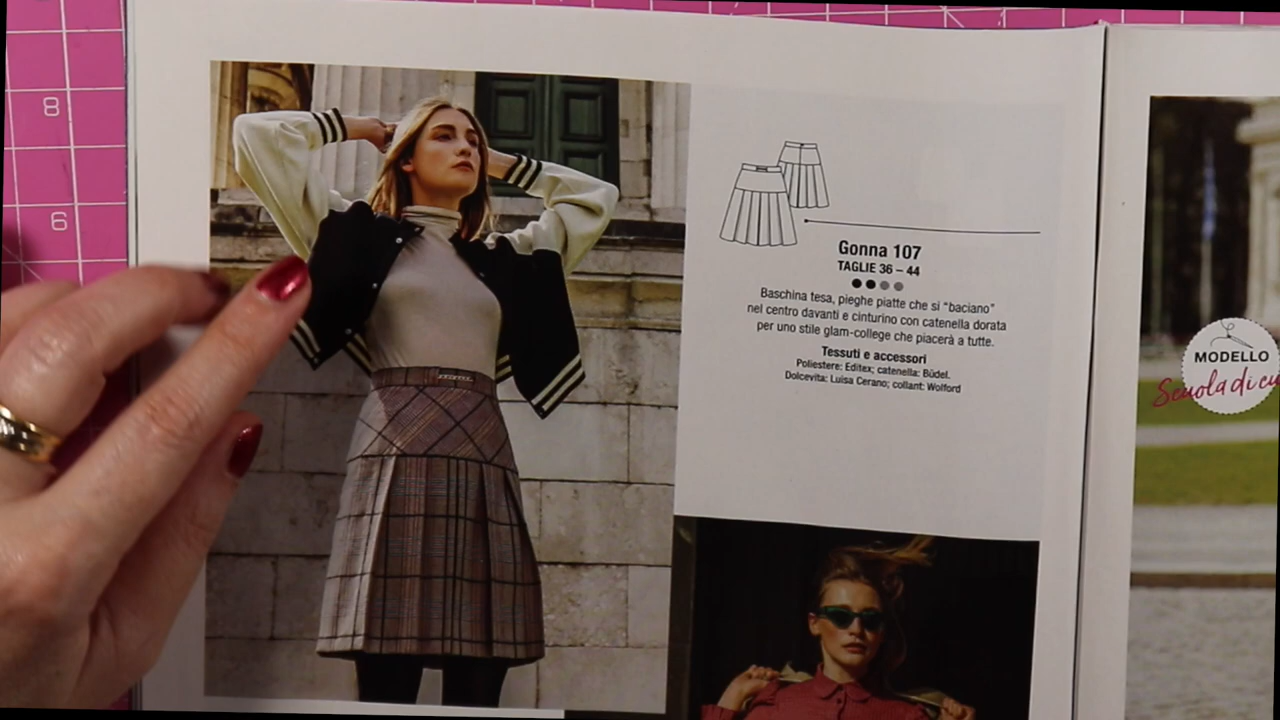 8
6
Gonna 107
TAGLIE 36 – 44
Baschina tesa, pieghe piatte che si “baciano”
nel centro davanti e cinturino con catenella dorata
per uno stile glam-college che piacerà a tutte.
Tessuti e accessori
Poliestere: Editex; catenella: Büdel.
Dolcevita: Luisa Cerano; collant: Wolford
MODELLO
Scuola di cu